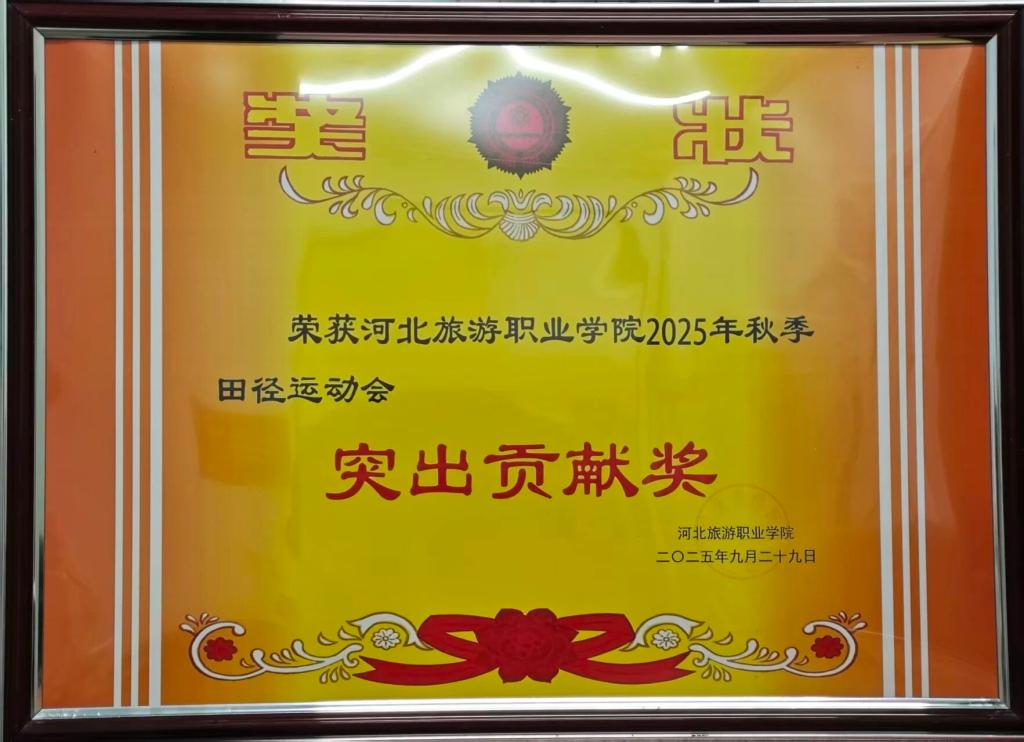 奖 状
荣获河北旅游职业学院2025年秋季
田径运动会
突出贡献奖
河北旅游职业学院
二〇二五年九月二十九日